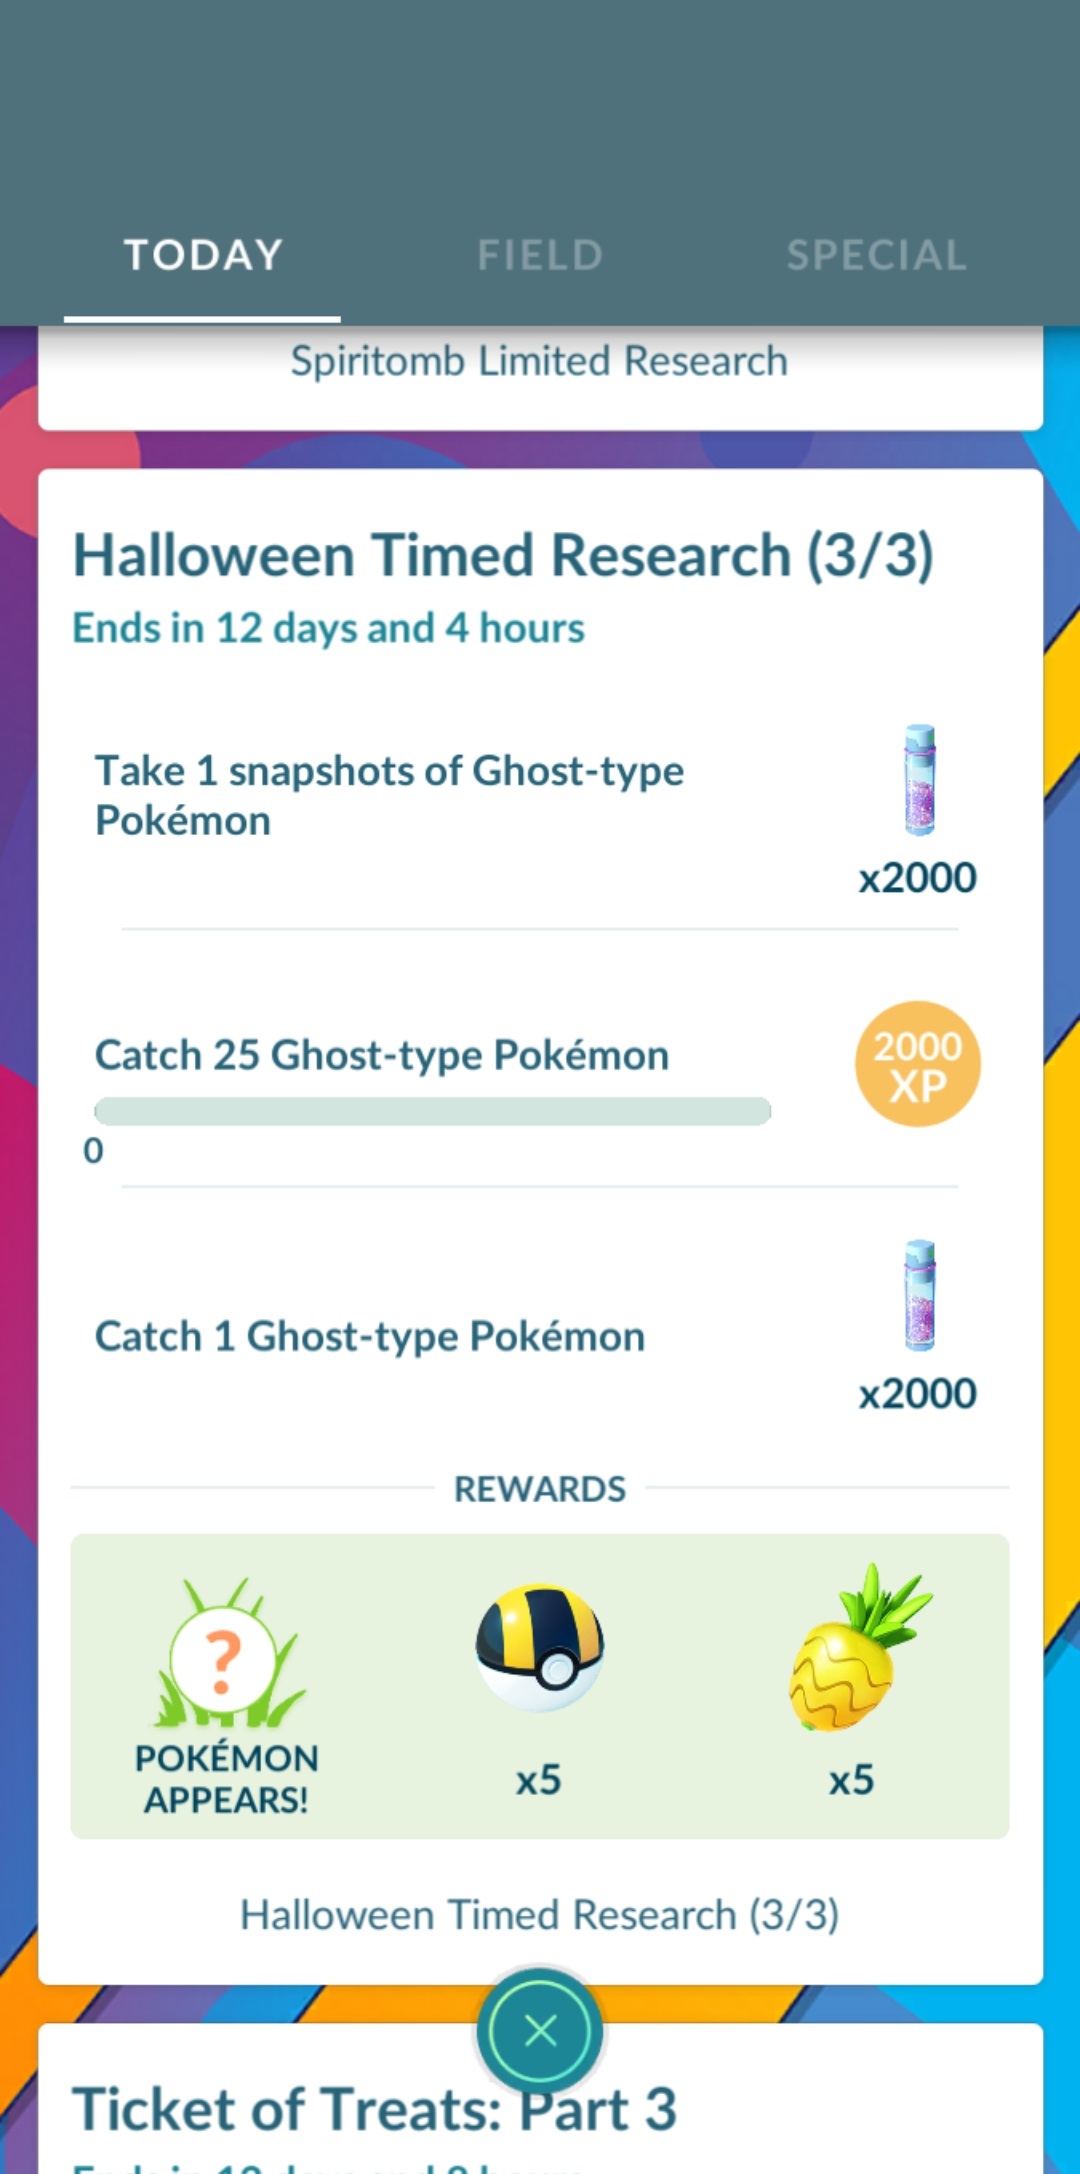 TODAY
FIELD
SPECIAL
Spiritomb Limited Research
Halloween Timed Research (3/3)
Ends in 12 days and 4 hours
Take 1 snapshots of Ghost-type
Pokémon
x2000
Catch 25 Ghost-type Pokémon
2000
XP
0
Catch 1 Ghost-type Pokémon
x2000
REWARDS
?
POKÉMON
APPEARS!
x5
x5
Halloween Timed Research (3/3)
Ticket of Treats: Part 3